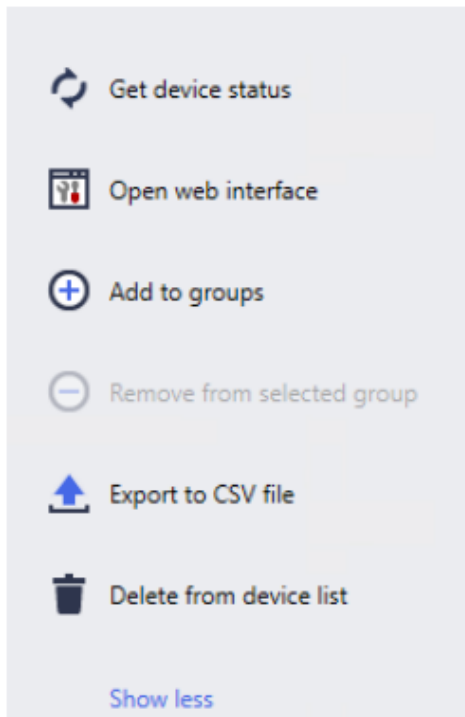 Get device status
Open web interface
Add to groups
Remove from selected group
Export to CSV file
Delete from device list
Show less